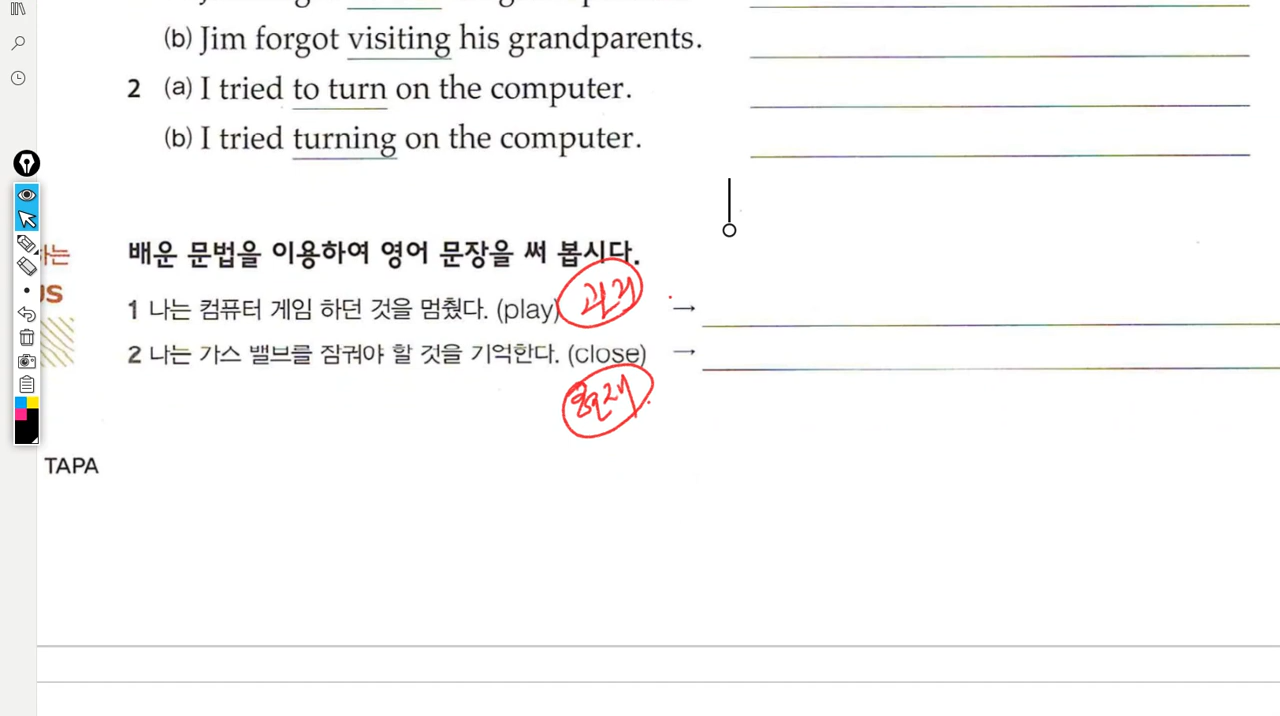 (b) Jim forgot visiting his grandparents.
2 (a) I tried to turn on the computer.
(b) I tried turning on the computer.
배운 문법을 이용하여 영어 문장을 써 봅시다.
1 나는 컴퓨터 게임 하던 것을 멈췄다. (play) 과거 →
2 나는 가스 밸브를 잠궈야 할 것을 기억한다. (close) →
현재
TAPA